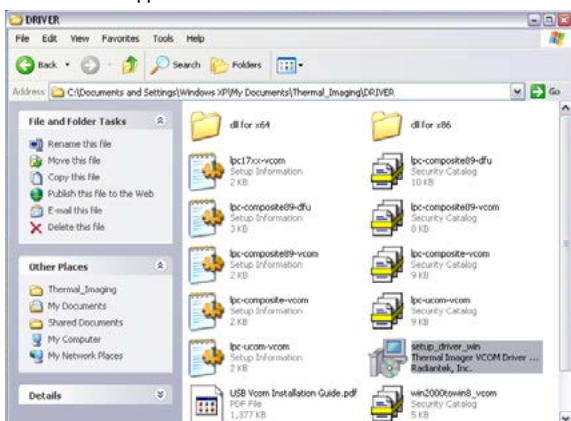 DRIVER
File Edit View Favorites Tools Help
Back Search Folders
Address C:\Documents and Settings\Windows XP\My Documents\Thermal_Imaging\DRIVER Go
File and Folder Tasks
Rename this file
Move this file
Copy this file
Publish this file to the Web
E-mail this file
Delete this file
Other Places
Thermal_Imaging
My Documents
Shared Documents
My Computer
My Network Places
Details
dll for x64
dll for x86
lpc17xx-vcom
Setup Information
2 KB
lpc-composite89-dfu
Security Catalog
10 KB
lpc-composite89-dfu
Setup Information
3 KB
lpc-composite89-vcom
Security Catalog
8 KB
lpc-composite89-vcom
Setup Information
2 KB
lpc-composite-vcom
Security Catalog
9 KB
lpc-composite-vcom
Setup Information
2 KB
lpc-ucom-vcom
Security Catalog
9 KB
lpc-ucom-vcom
Setup Information
2 KB
setup_driver_win
Thermal Imager VCOM Driver ...
Radiantek, Inc.
USB Vcom Installation Guide.pdf
PDF File
1,377 KB
win2000towin8_vcom
Security Catalog
5 KB